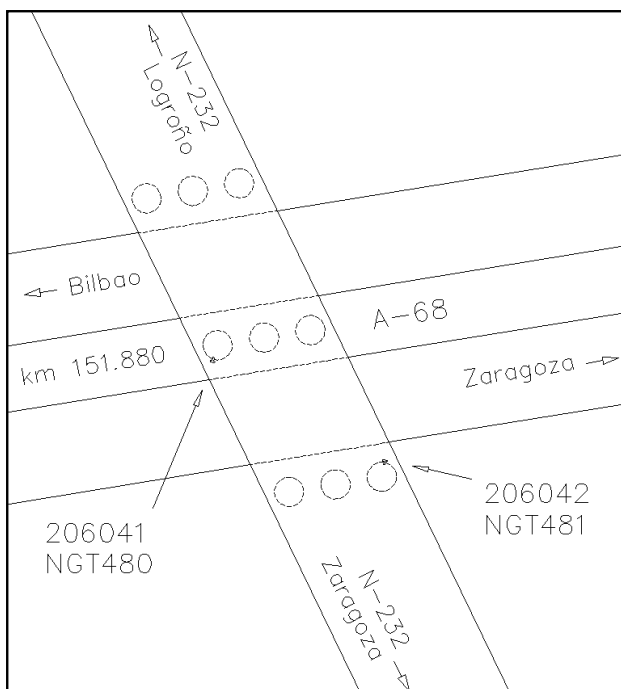 N-232
Logroño
Bilbao
A-68
km 151.880
Zaragoza
206041
NGT480
206042
NGT481
N-232
Zaragoza